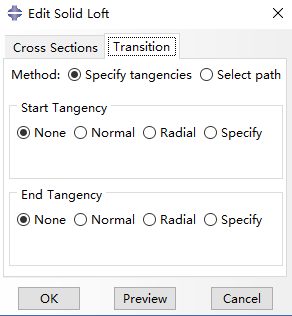 Edit Solid Loft
Cross Sections Transition
Method: Specify tangencies Select path
Start Tangency
None Normal Radial Specify
End Tangency
None Normal Radial Specify
OK Preview Cancel